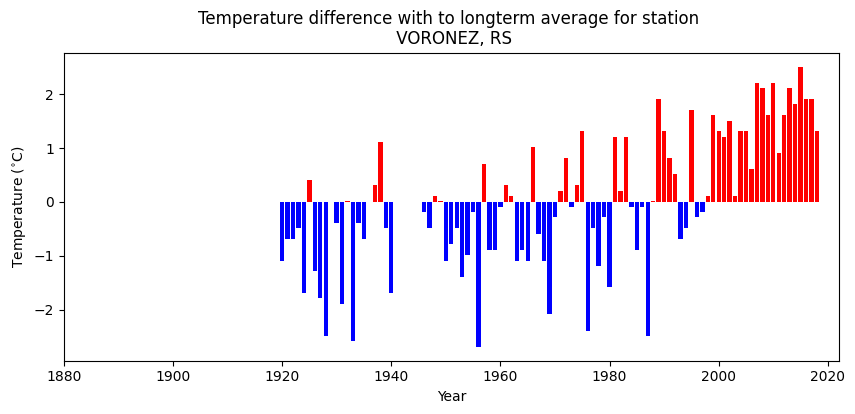 Temperature difference with to longterm average for station
VORONEZ, RS
Temperature (°C)
2
1
0
−1
−2
1880 1900 1920 1940 1960 1980 2000 2020
Year